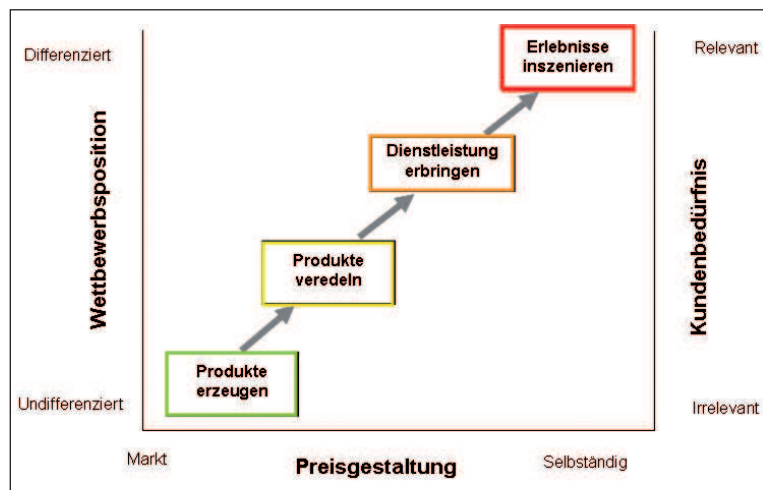 Differenziert
Erlebnisse
inszenieren
Relevant
Wettbewerbsposition
Dienstleistung
erbringen
Kundenbedürfnis
Produkte
veredeln
Produkte
erzeugen
Undifferenziert
Irrelevant
Markt
Preisgestaltung
Selbständig